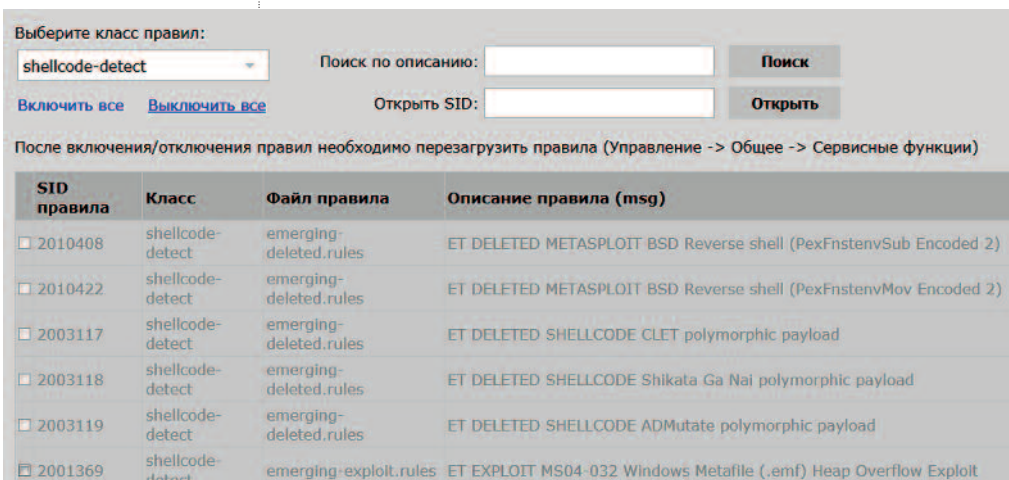 Выберите класс правил:
shellcode-detect
Поиск по описанию:
Поиск
Включить все Выключить все
Открыть SID:
Открыть
После включения/отключения правил необходимо перезагрузить правила (Управление -> Общее -> Сервисные функции)
SID правила Класс Файл правила Описание правила (msg)
2010408 shellcode-detect emerging-deleted.rules ET DELETED METASPLOIT BSD Reverse shell (PexFnstenvSub Encoded 2)
2010422 shellcode-detect emerging-deleted.rules ET DELETED METASPLOIT BSD Reverse shell (PexFnstenvMov Encoded 2)
2003117 shellcode-detect emerging-deleted.rules ET DELETED SHELLCODE CLET polymorphic payload
2003118 shellcode-detect emerging-deleted.rules ET DELETED SHELLCODE Shikata Ga Nai polymorphic payload
2003119 shellcode-detect emerging-deleted.rules ET DELETED SHELLCODE ADMutate polymorphic payload
2001369 shellcode-detect emerging-exploit.rules ET EXPLOIT MS04-032 Windows Metafile (.emf) Heap Overflow Exploit